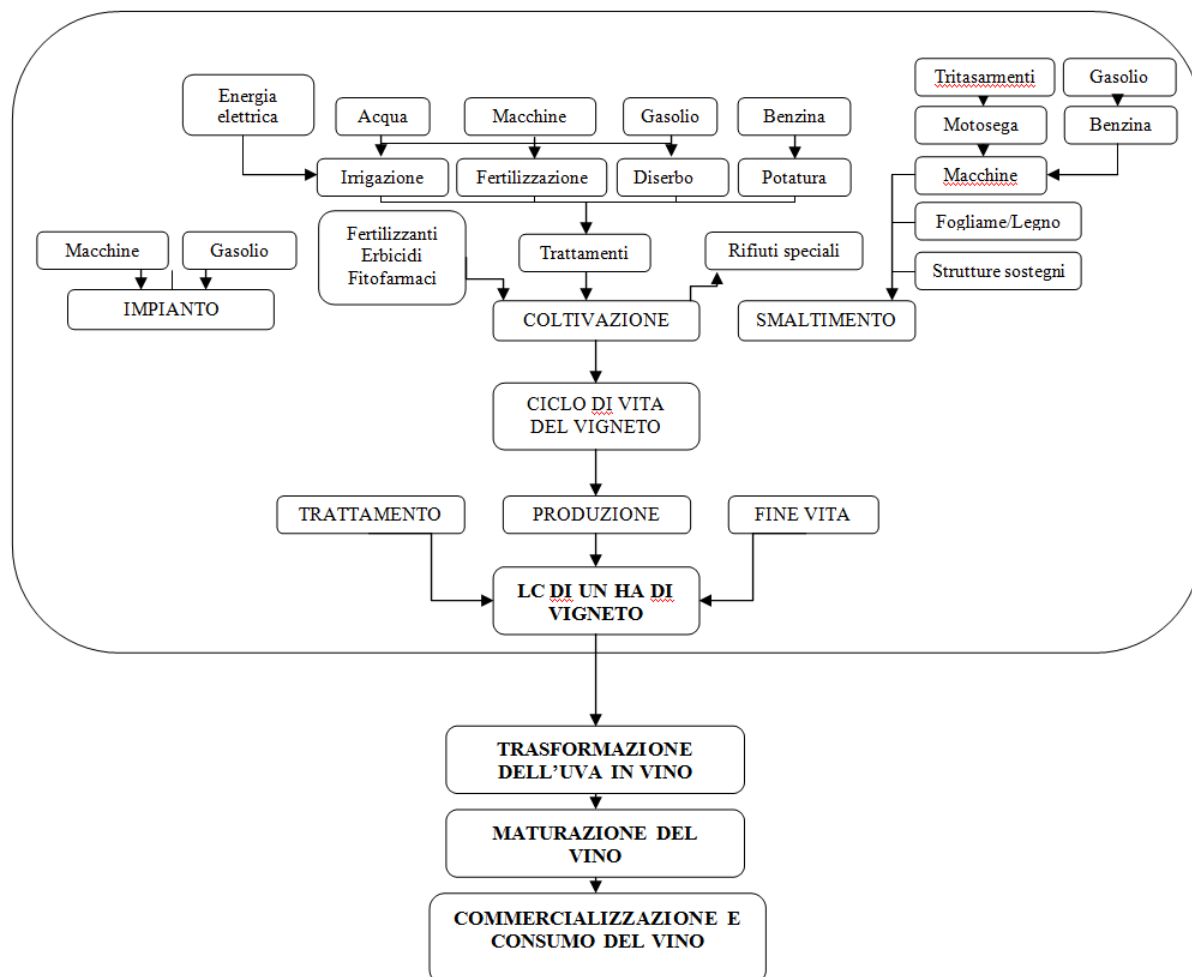 Tritasarmenti
Gasolio
Energia
elettrica
Acqua
Macchine
Gasolio
Benzina
Motosega
Benzina
Irrigazione
Fertilizzazione
Diserbo
Potatura
Macchine
Fogliame/Legno
Fertilizzanti
Erbicidi
Fitofarmaci
Trattamenti
Rifiuti speciali
Macchine
Gasolio
Strutture sostegni
IMPIANTO
COLTIVAZIONE
SMALTIMENTO
CICLO DI VITA
DEL VIGNETO
TRATTAMENTO
PRODUZIONE
FINE VITA
LC DI UN HA DI
VIGNETO
TRASFORMAZIONE
DELL'UVA IN VINO
MATURAZIONE DEL
VINO
COMMERCIALIZZAZIONE E
CONSUMO DEL VINO